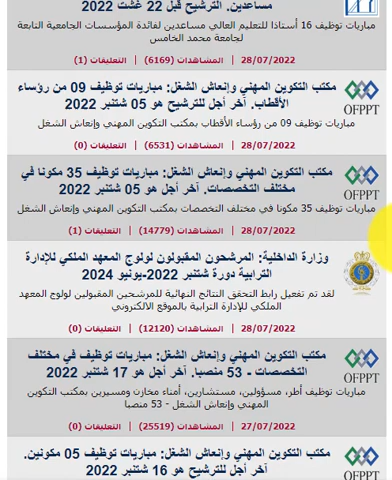 مساعدين. الترشيح قبل 22 غشت 2022
مباريات توظيف 16 أستاذا للتعليم العالي مساعدين لفائدة المؤسسات الجامعية التابعة
لجامعة محمد الخامس
28/07/2022 | المشاهدات (6169) | التعليقات (1)
مكتب التكوين المهني وإنعاش الشغل: مباريات توظيف 09 من رؤساء
الأقطاب. آخر أجل للترشيح هو 05 شتنبر 2022
OFPPT
مباريات توظيف 09 من رؤساء الأقطاب بمكتب التكوين المهني وإنعاش الشغل
28/07/2022 | المشاهدات (6531) | التعليقات (0)
مكتب التكوين المهني وإنعاش الشغل: مباريات توظيف 35 مكونا في
مختلف التخصصات. آخر أجل هو 05 شتنبر 2022
OFPPT
مباريات توظيف 35 مكونا في مختلف التخصصات بمكتب التكوين المهني وإنعاش الشغل
28/07/2022 | المشاهدات (14779) | التعليقات (1)
وزارة الداخلية: المرشحون المقبولون لولوج المعهد الملكي للإدارة
الترابية دورة شتنبر 2022-يونيو 2024
لقد تم تفعيل رابط التحقق النتائج النهائية للمرشحين المقبولين لولوج المعهد
الملكي للإدارة الترابية بالموقع الالكتروني
28/07/2022 | المشاهدات (12120) | التعليقات (0)
مكتب التكوين المهني وإنعاش الشغل: مباريات توظيف في مختلف
التخصصات - 53 منصبا. آخر أجل هو 17 شتنبر 2022
OFPPT
مباريات توظيف أطر، مسؤولين، مستشارين، أمناء مخازن ومسيرين بمكتب التكوين
المهني وإنعاش الشغل - 53 منصبا
27/07/2022 | المشاهدات (25519) | التعليقات (0)
مكتب التكوين المهني وإنعاش الشغل: مباريات توظيف 05 مكونين.
آخر أجل للترشيح هو 16 شتنبر 2022
OFPPT